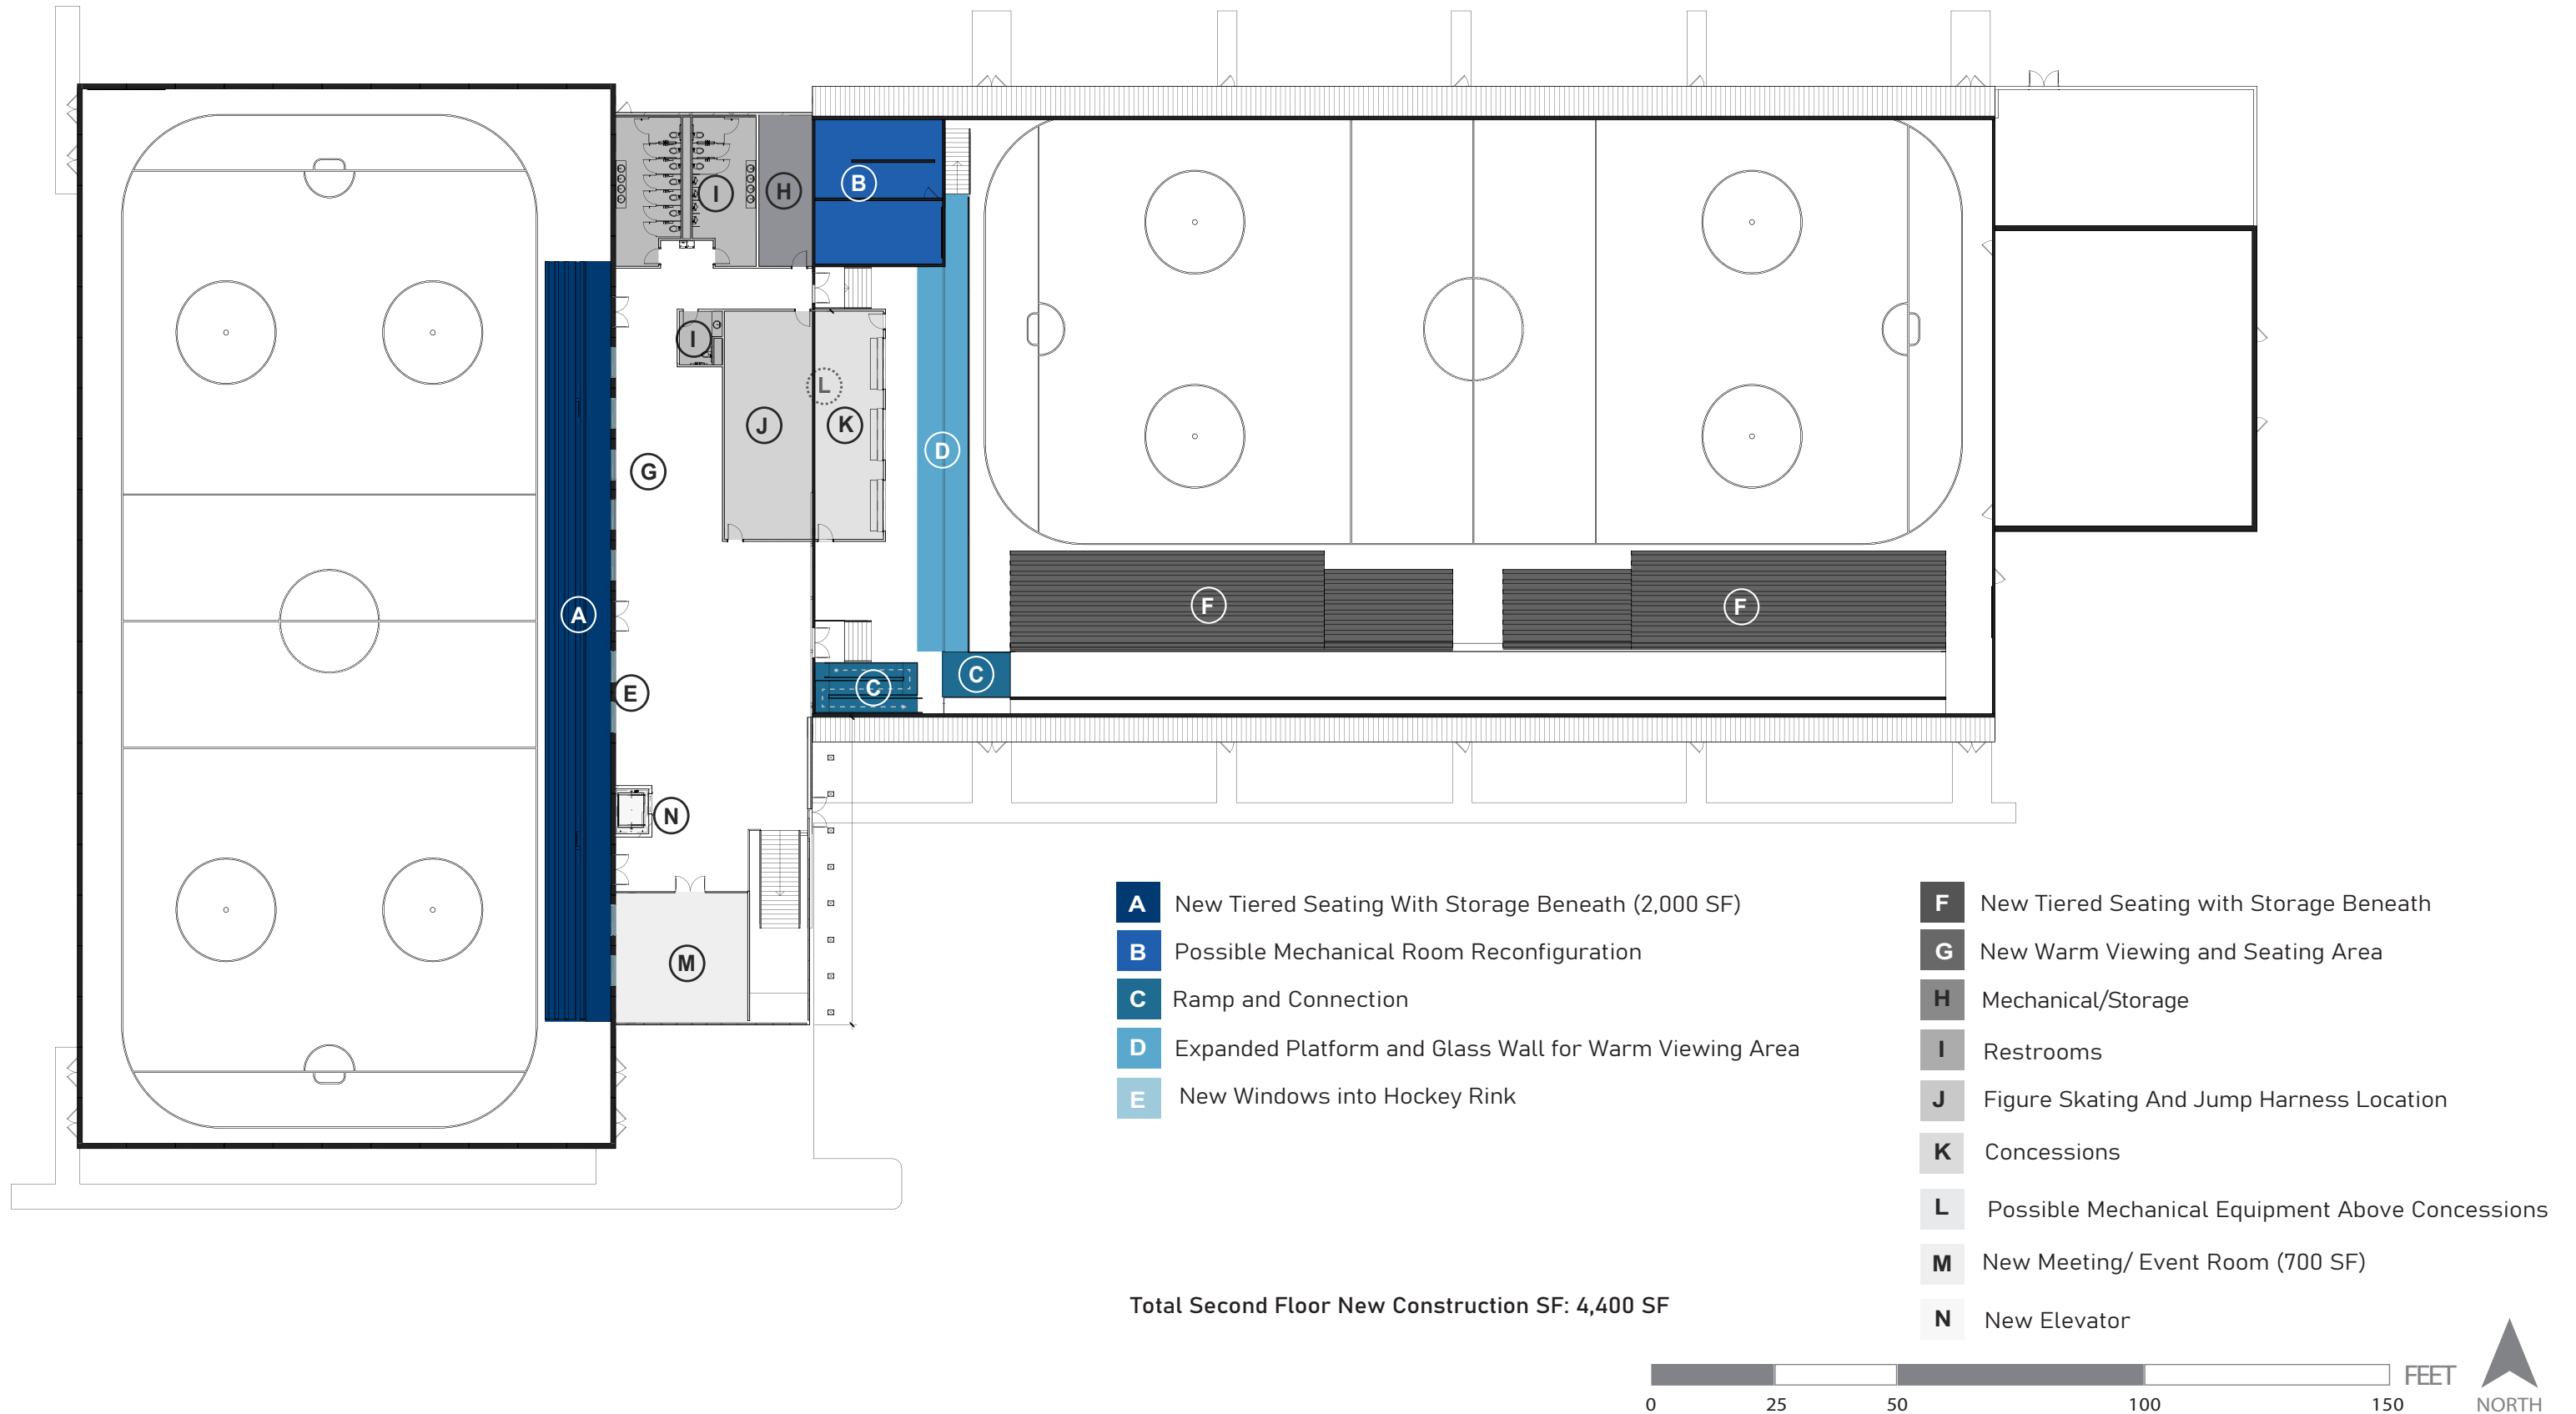 I
H
B
I
L
J
K
D
G
A
F
F
E
C
C
N
M
A New Tiered Seating With Storage Beneath (2,000 SF)
B Possible Mechanical Room Reconfiguration
C Ramp and Connection
D Expanded Platform and Glass Wall for Warm Viewing Area
E New Windows into Hockey Rink
F New Tiered Seating with Storage Beneath
G New Warm Viewing and Seating Area
H Mechanical/Storage
I Restrooms
J Figure Skating And Jump Harness Location
K Concessions
L Possible Mechanical Equipment Above Concessions
M New Meeting/ Event Room (700 SF)
N New Elevator
Total Second Floor New Construction SF: 4,400 SF
FEET
0 25 50 100 150
NORTH